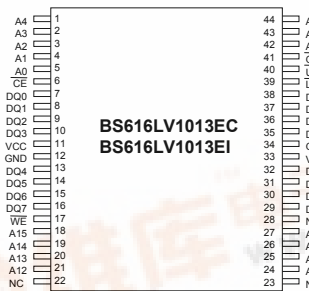 A4 1 44 A
A3 2 43 A
A2 3 42 A
A1 4 41
A0 5 40
CE 6 39
DQ0 7 38 D
DQ1 8 37 D
DQ2 9 36 D
DQ3 10 35 D
VCC 11 34
GND 12 33
DQ4 13 32 D
DQ5 14 31 D
DQ6 15 30 D
DQ7 16 29 D
WE 17 28 N
A15 18 27 A
A14 19 26 A
A13 20 25 A
A12 21 24 A
NC 22 23 N
BS616LV1013EC
BS616LV1013EI